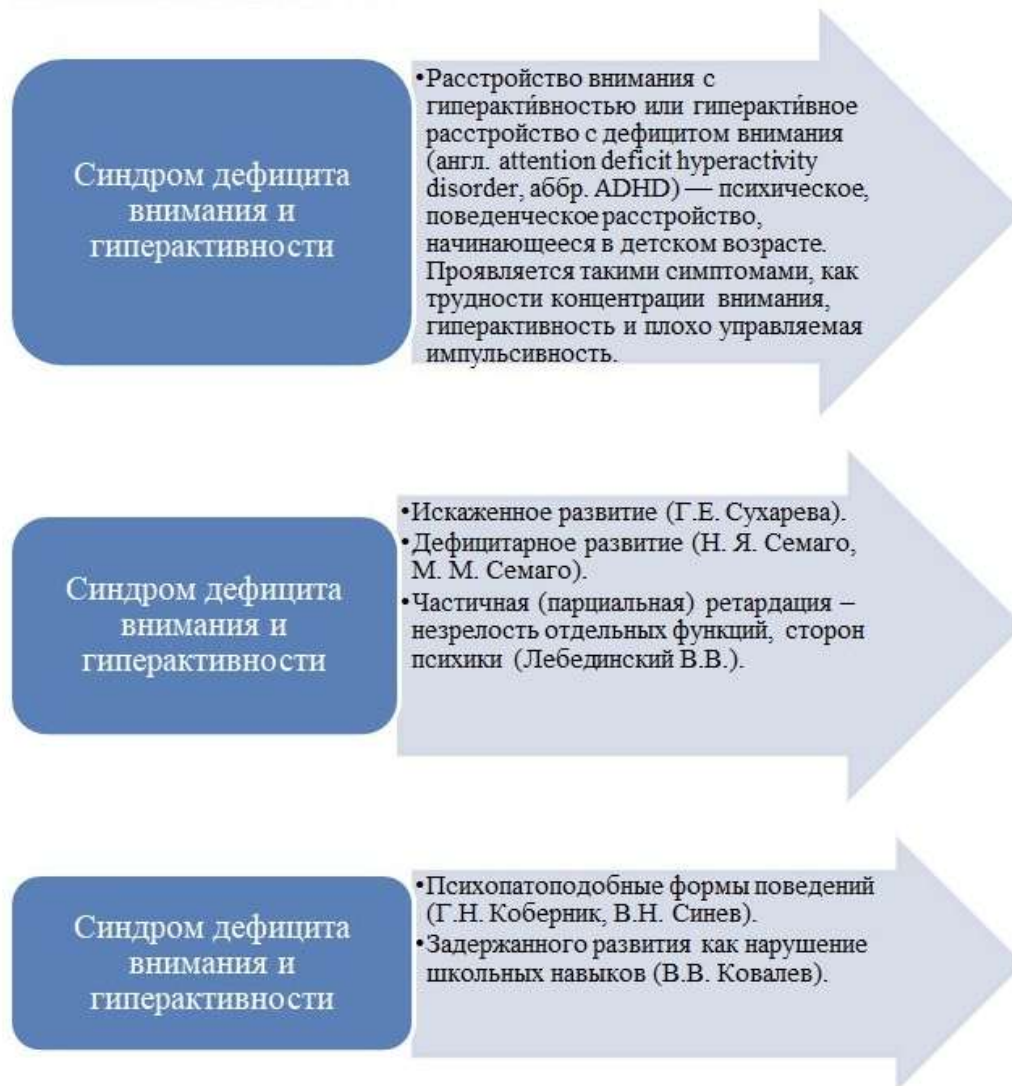 Синдром дефицита
внимания и
гиперактивности
•Расстройство внимания с
гиперакти́вностью или гиперакти́вное
расстройство с дефицитом внимания
(англ. attention deficit hyperactivity
disorder, аббр. ADHD) — психическое,
поведенческое расстройство,
начинающееся в детском возрасте.
Проявляется такими симптомами, как
трудности концентрации внимания,
гиперактивность и плохо управляемая
импульсивность.
Синдром дефицита
внимания и
гиперактивности
•Искаженное развитие (Г.Е. Сухарева).
•Дефицитарное развитие (Н. Я. Семаго,
М. М. Семаго).
•Частичная (парциальная) ретардация –
незрелость отдельных функций, сторон
психики (Лебединский В.В.).
Синдром дефицита
внимания и
гиперактивности
•Психопатоподобные формы поведений
(Г.Н. Коберник, В.Н. Синев).
•Задержанного развития как нарушение
школьных навыков (В.В. Ковалев).